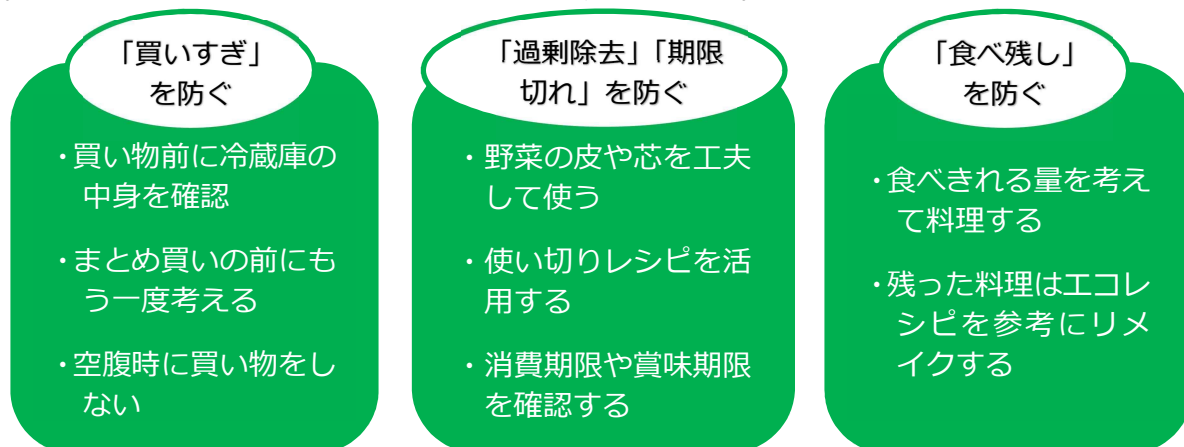 「買いすぎ」
を防ぐ
・買い物前に冷蔵庫の
中身を確認
・まとめ買いの前にも
う一度考える
・空腹時に買い物をし
ない
「過剰除去」「期限
切れ」を防ぐ
・野菜の皮や芯を工夫
して使う
・使い切りレシピを活
用する
・消費期限や賞味期限
を確認する
「食べ残し」
を防ぐ
・食べきれる量を考え
て料理する
・残った料理はエコレ
シピを参考にリメ
イクする